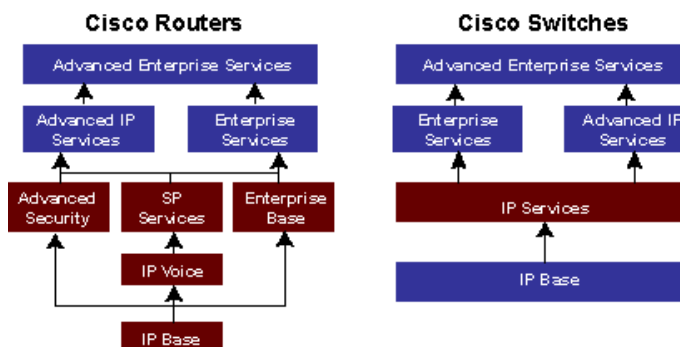 Cisco Routers
Advanced Enterprise Services
Advanced IP
Services
Enterprise
Services
Advanced
Security
SP
Services
Enterprise
Base
IP Voice
IP Base
Cisco Switches
Advanced Enterprise Services
Enterprise
Services
Advanced IP
Services
IP Services
IP Base